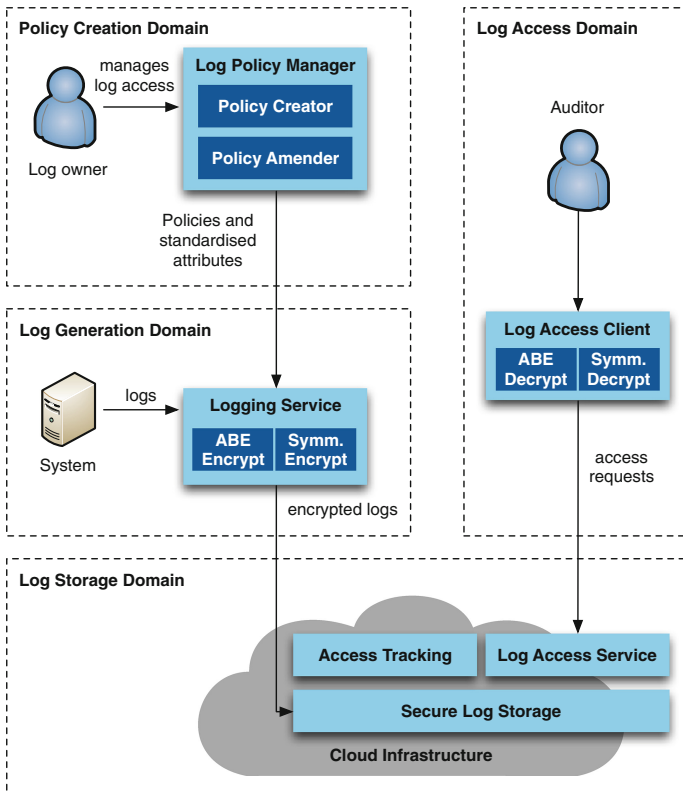 Policy Creation Domain
manages
log access
Log owner
Log Policy Manager
Policy Creator
Policy Amender
Policies and
standardised
attributes
Log Access Domain
Auditor
Log Access Client
ABE
Decrypt
Symm.
Decrypt
access
requests
Log Generation Domain
logs
System
Logging Service
ABE
Encrypt
Symm.
Encrypt
encrypted logs
Log Storage Domain
Access Tracking
Log Access Service
Secure Log Storage
Cloud Infrastructure